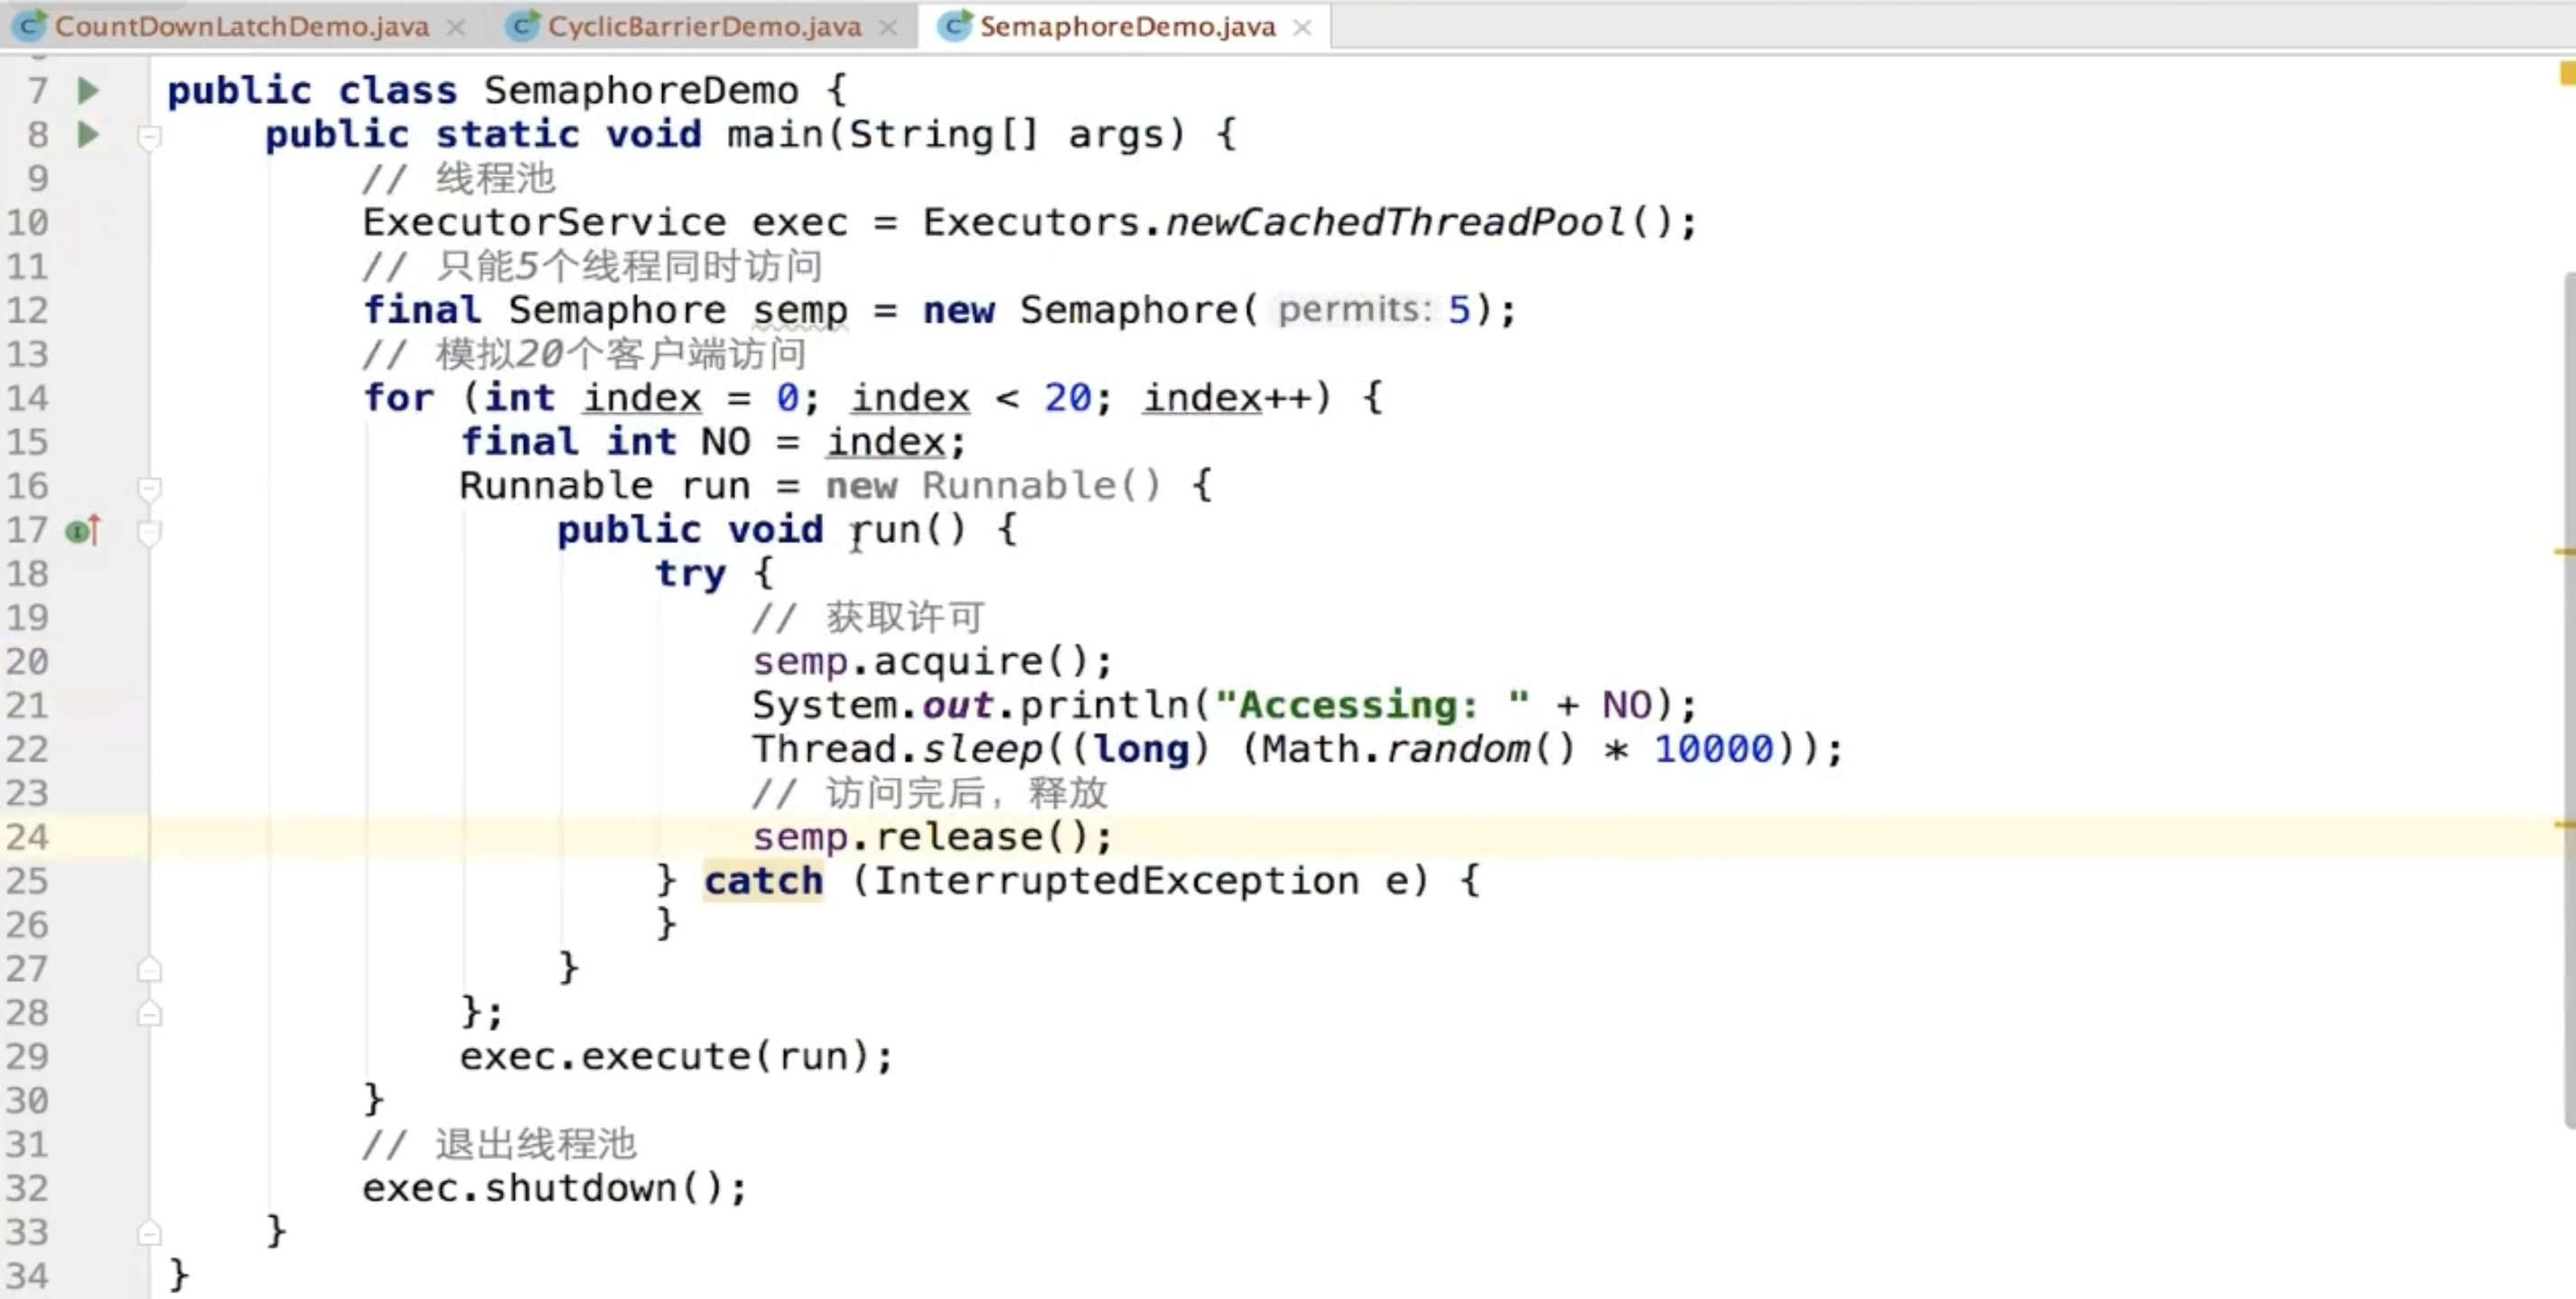 CountDownLatchDemo.java CyclicBarrierDemo.java SemaphoreDemo.java
7 public class SemaphoreDemo {
8 public static void main(String[] args) {
9 // 线程池
10 ExecutorService exec = Executors.newCachedThreadPool();
11 // 只能5个线程同时访问
12 final Semaphore semp = new Semaphore( permits: 5);
13 // 模拟20个客户端访问
14 for (int index = 0; index < 20; index++) {
15 final int NO = index;
16 Runnable run = new Runnable() {
17 public void run() {
18 try {
19 // 获取许可
20 semp.acquire();
21 System.out.println("Accessing: " + NO);
22 Thread.sleep((long) (Math.random() * 10000));
23 // 访问完后，释放
24 semp.release();
25 } catch (InterruptedException e) {
26 }
27 }
28 };
29 exec.execute(run);
30 }
31 // 退出线程池
32 exec.shutdown();
33 }
34 }